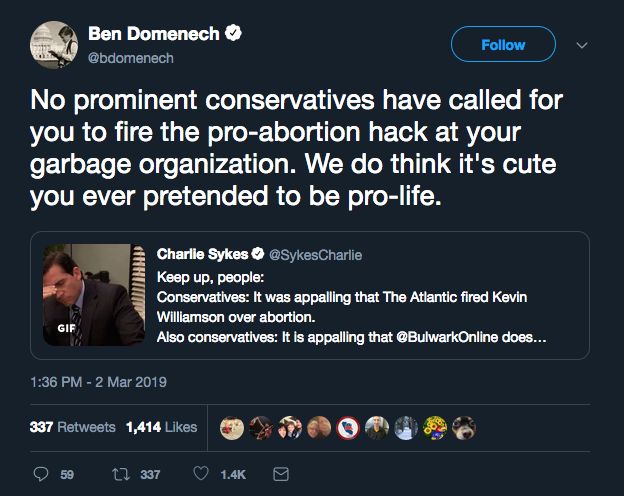 Ben Domenech
@bdomenech
Follow
No prominent conservatives have called for
you to fire the pro-abortion hack at your
garbage organization. We do think it's cute
you ever pretended to be pro-life.
Charlie Sykes @SykesCharlie
Keep up, people:
Conservatives: It was appalling that The Atlantic fired Kevin
Williamson over abortion.
Also conservatives: It is appalling that @BulwarkOnline does...
GIF
1:36 PM - 2 Mar 2019
337 Retweets 1,414 Likes
59 337 1.4K